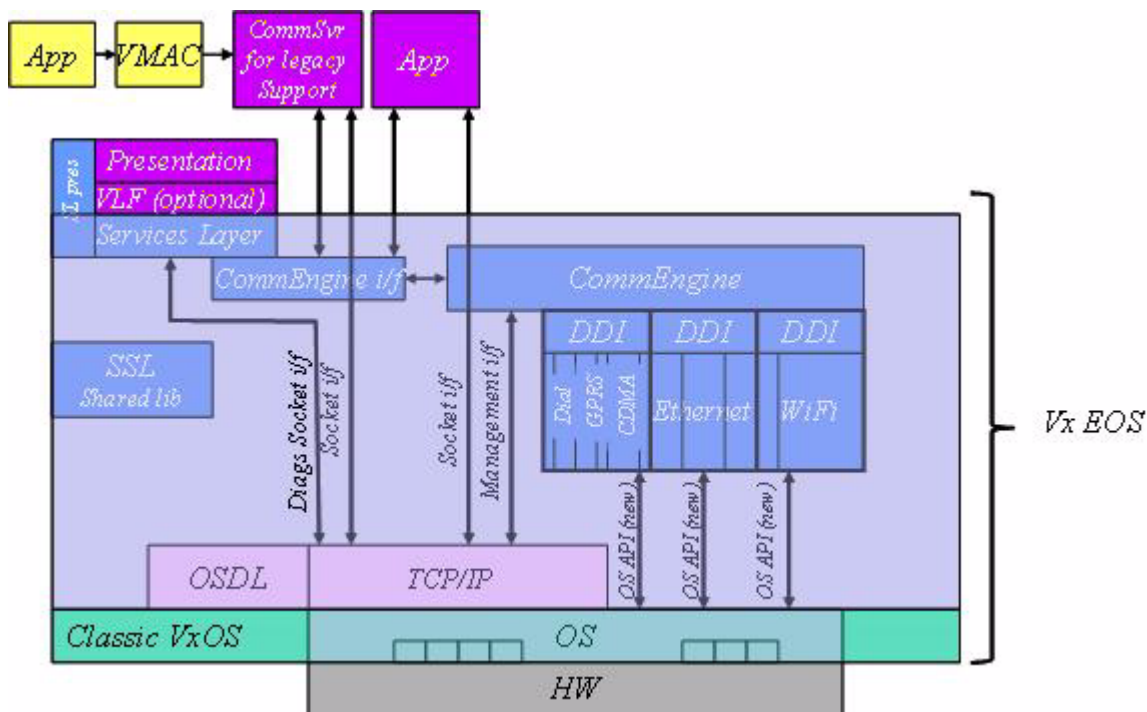 App
VMAC
CommSvr
for legacy
Support
App
SL pres
Presentation
VLF (optional)
Services Layer
CommEngine i/f
CommEngine
DDI
DDI
DDI
SSL
Shared lib
Dial
GPRS
CDMA
Ethernet
WiFi
Diags Socket i/f
Socket i/f
Socket i/f
Management i/f
OS API (new)
OS API (new)
OS API (new)
Vx EOS
OSDL
TCP/IP
Classic VxOS
OS
HW